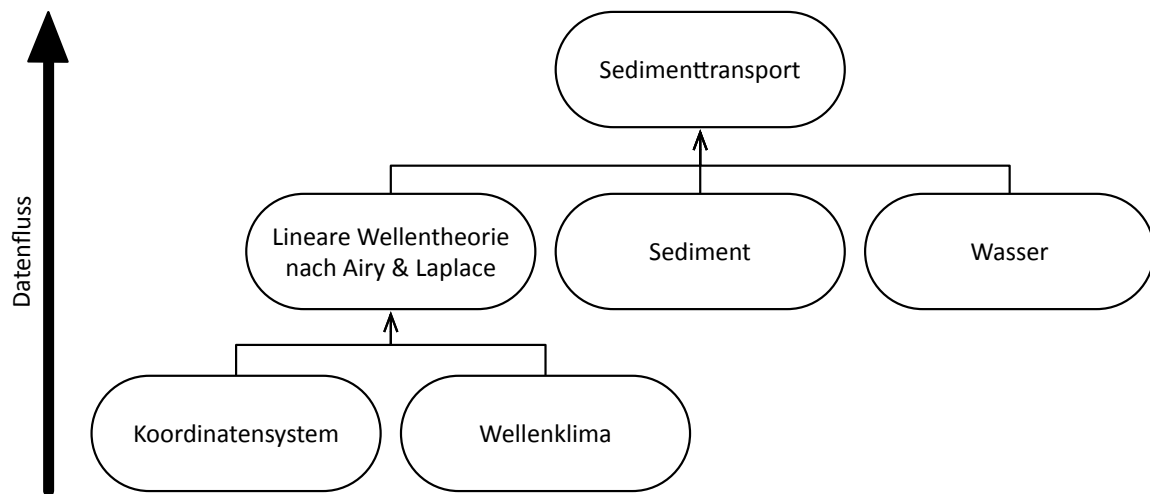 Sedimenttransport
Datenfluss
Lineare Wellentheorie
nach Airy & Laplace
Sediment
Wasser
Koordinatensystem
Wellenklima